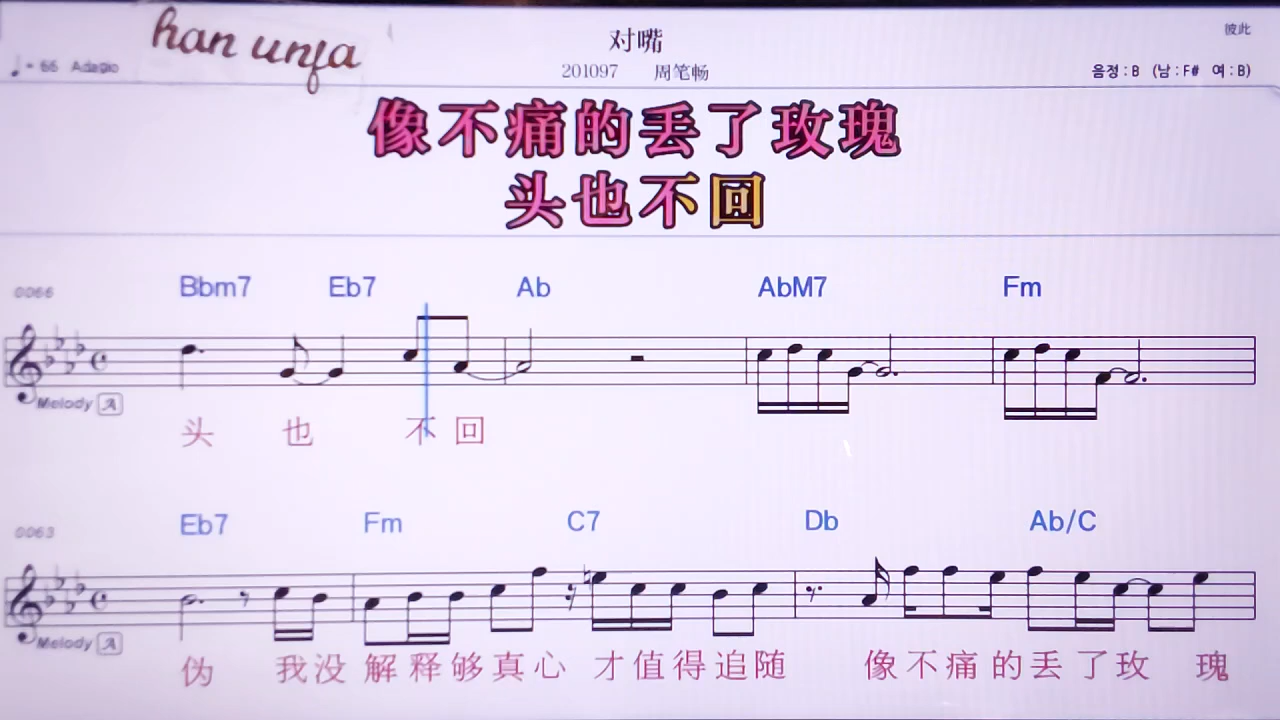 han unja
对嘴
彼此
♩= 66 Adagio
201097 周笔畅
음정 : B (남 : F# 여 : B)
像不痛的丢了玫瑰
头也不回
0066 Bbm7 Eb7 Ab AbM7 Fm
Melody A
头 也 不 回
0063 Eb7 Fm C7 Db Ab/C
Melody A
伪 我没解释够真心 才值得追随 像不痛的丢了玫 瑰